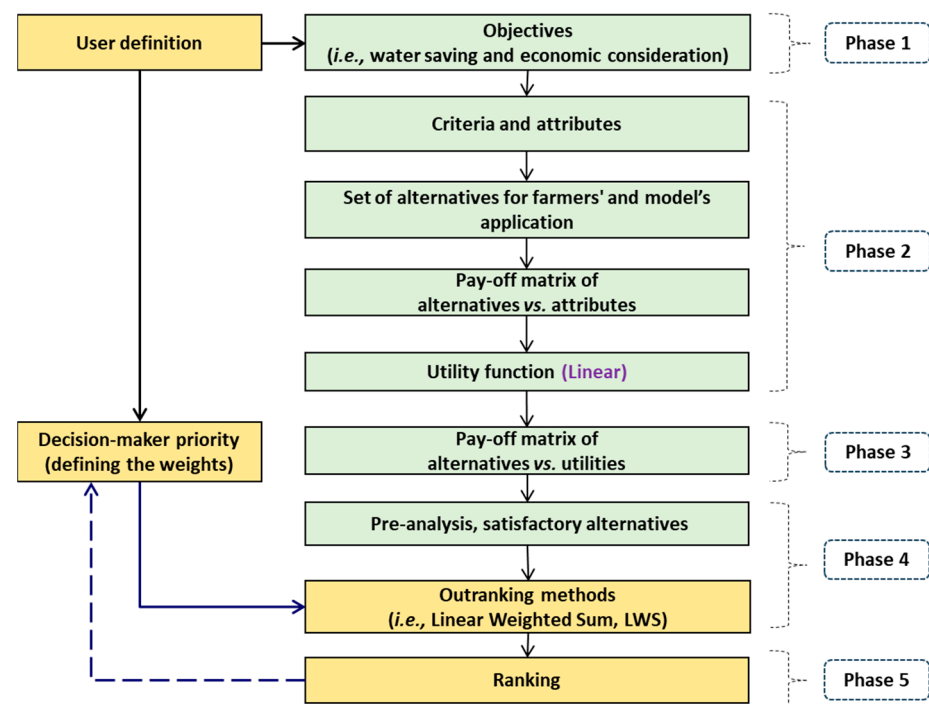 User definition
Objectives
(i.e., water saving and economic consideration)
Phase 1
Criteria and attributes
Set of alternatives for farmers' and model’s
application
Phase 2
Pay-off matrix of
alternatives vs. attributes
Utility function (Linear)
Decision-maker priority
(defining the weights)
Pay-off matrix of
alternatives vs. utilities
Phase 3
Pre-analysis, satisfactory alternatives
Phase 4
Outranking methods
(i.e., Linear Weighted Sum, LWS)
Ranking
Phase 5